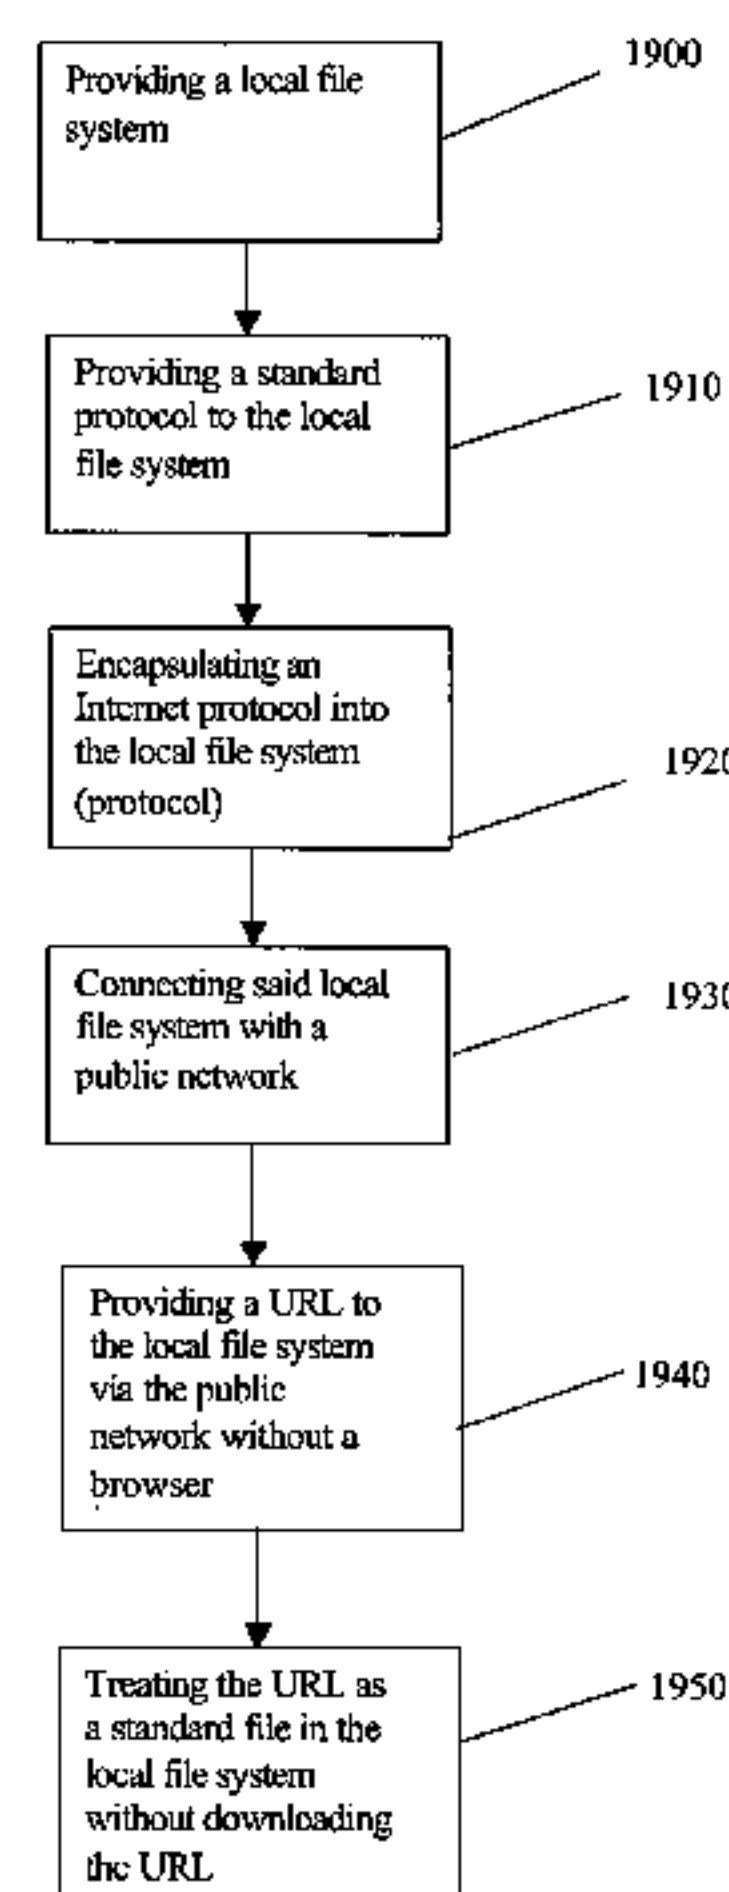 Providing a local file
system
1900
Providing a standard
protocol to the local
file system
1910
Encapsulating an
Internet protocol into
the local file system
(protocol)
1920
Connecting said local
file system with a
public network
1930
Providing a URL to
the local file system
via the public
network without a
browser
1940
Treating the URL as
a standard file in the
local file system
without downloading
the URL
1950